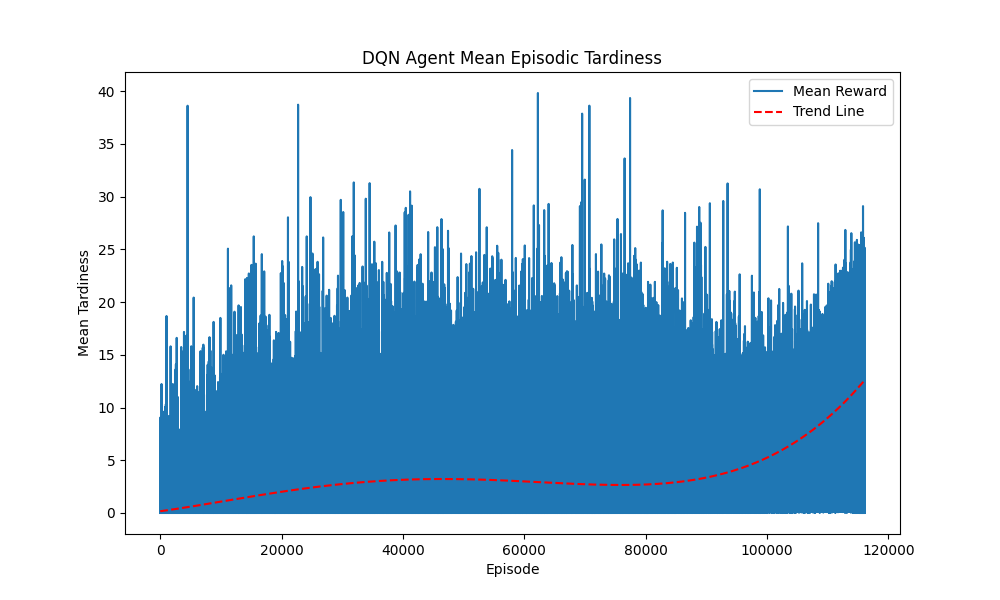 DQN Agent Mean Episodic Tardiness
Mean Reward
Trend Line
40
35
30
25
20
15
10
5
0
Mean Tardiness
0 20000 40000 60000 80000 100000 120000
Episode